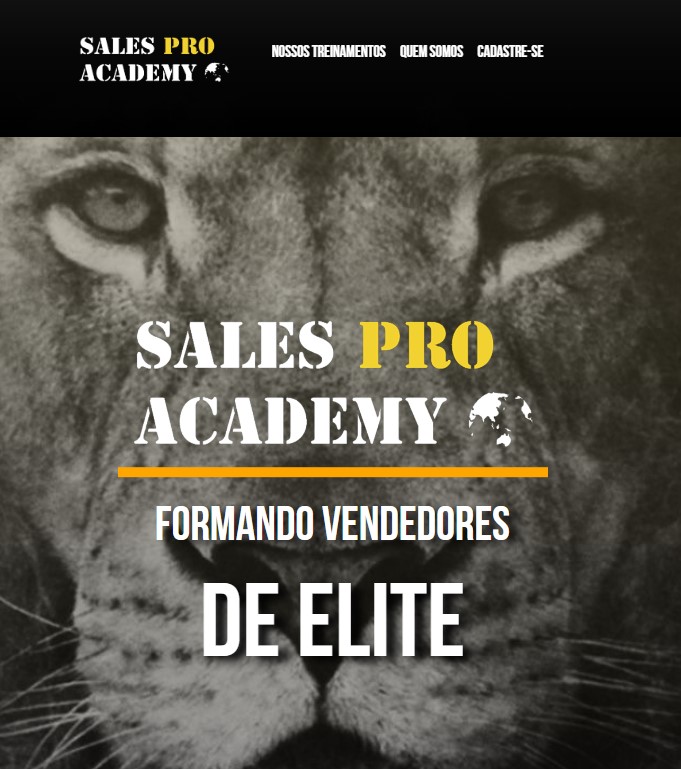 SALES PRO
ACADEMY
NOSSOS TREINAMENTOS QUEM SOMOS CADASTRE-SE
SALES PRO
ACADEMY
FORMANDO VENDEDORES
DE ELITE